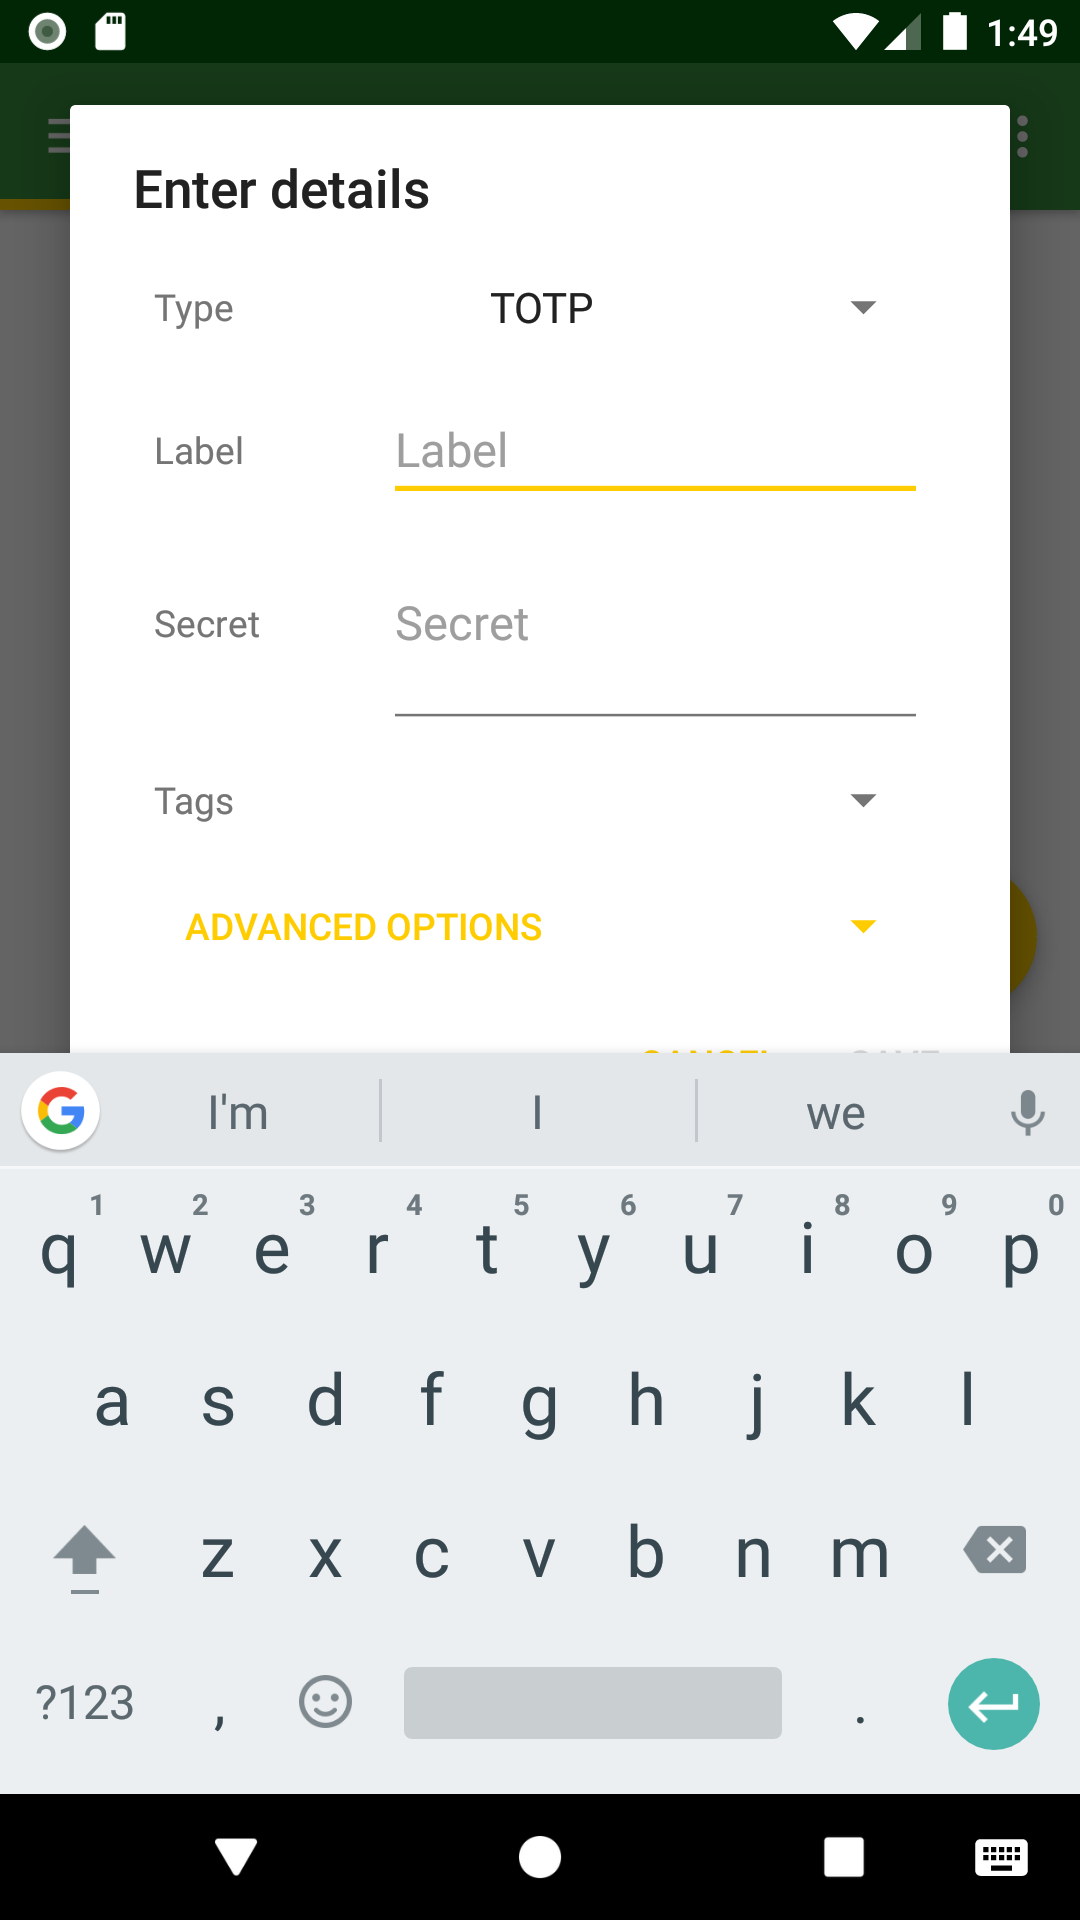 1:49
Enter details
Type TOTP
Label Label
Secret Secret
Tags
ADVANCED OPTIONS
I'm I we
1 2 3 4 5 6 7 8 9 0
q w e r t y u i o p
a s d f g h j k l
z x c v b n m
?123 , .